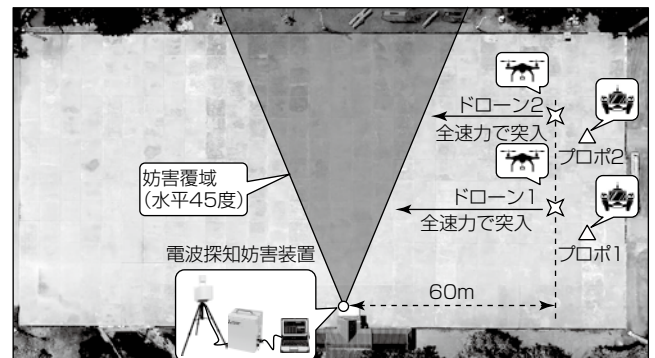 ドローン2
全速力で突入
プロポ2
妨害覆域
(水平45度)
ドローン1
全速力で突入
プロポ1
電波探知妨害装置
60m